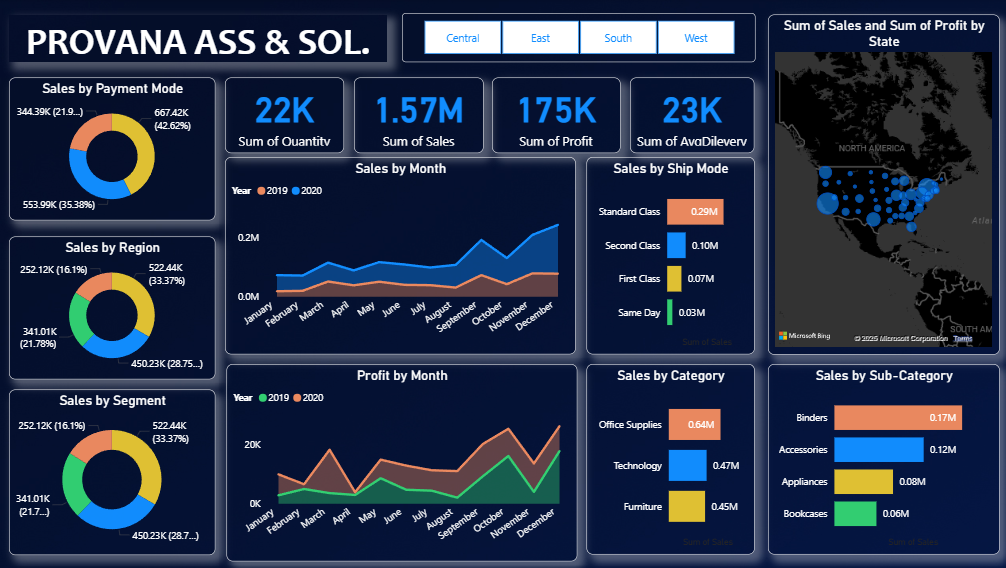 PROVANA ASS & SOL.
Central
East
South
West
Sum of Sales and Sum of Profit by
State
NORTH AMERICA
Atla
SOUTH AM
Microsoft Bing
© 2025 Microsoft Corporation
Terms
Sales by Payment Mode
344.39K (21.9...)
667.42K
(42.62%)
553.99K (35.38%)
22K
Sum of Quantity
1.57M
Sum of Sales
175K
Sum of Profit
23K
Sum of AvgDilevery
Sales by Month
Year
2019
2020
0.2M
0.0M
January
February
March
April
May
June
July
August
September
October
November
December
Sales by Ship Mode
Standard Class
0.29M
Second Class
0.10M
First Class
0.07M
Same Day
0.03M
Sum of Sales
Sales by Region
252.12K (16.1%)
522.44K
(33.37%)
341.01K
(21.78%)
450.23K (28.75...)
Sales by Segment
252.12K (16.1%)
522.44K
(33.37%)
341.01K
(21.7...)
450.23K (28.7...)
Profit by Month
Year
2019
2020
20K
0K
January
February
March
April
May
June
July
August
September
October
November
December
Sales by Category
Office Supplies
0.64M
Technology
0.47M
Furniture
0.45M
Sum of Sales
Sales by Sub-Category
Binders
0.17M
Accessories
0.12M
Appliances
0.08M
Bookcases
0.06M
Sum of Sales